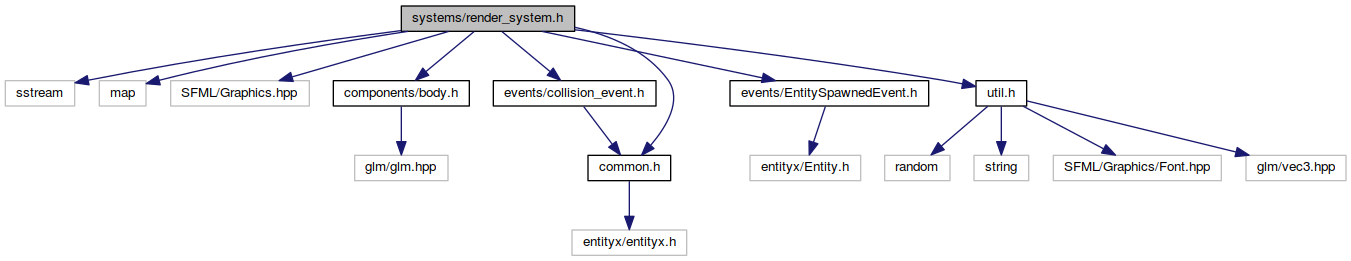 systems/render_system.h
sstream
map
SFML/Graphics.hpp
components/body.h
events/collision_event.h
events/EntitySpawnedEvent.h
util.h
glm/glm.hpp
common.h
entityx/Entity.h
random
string
SFML/Graphics/Font.hpp
glm/vec3.hpp
entityx/entityx.h